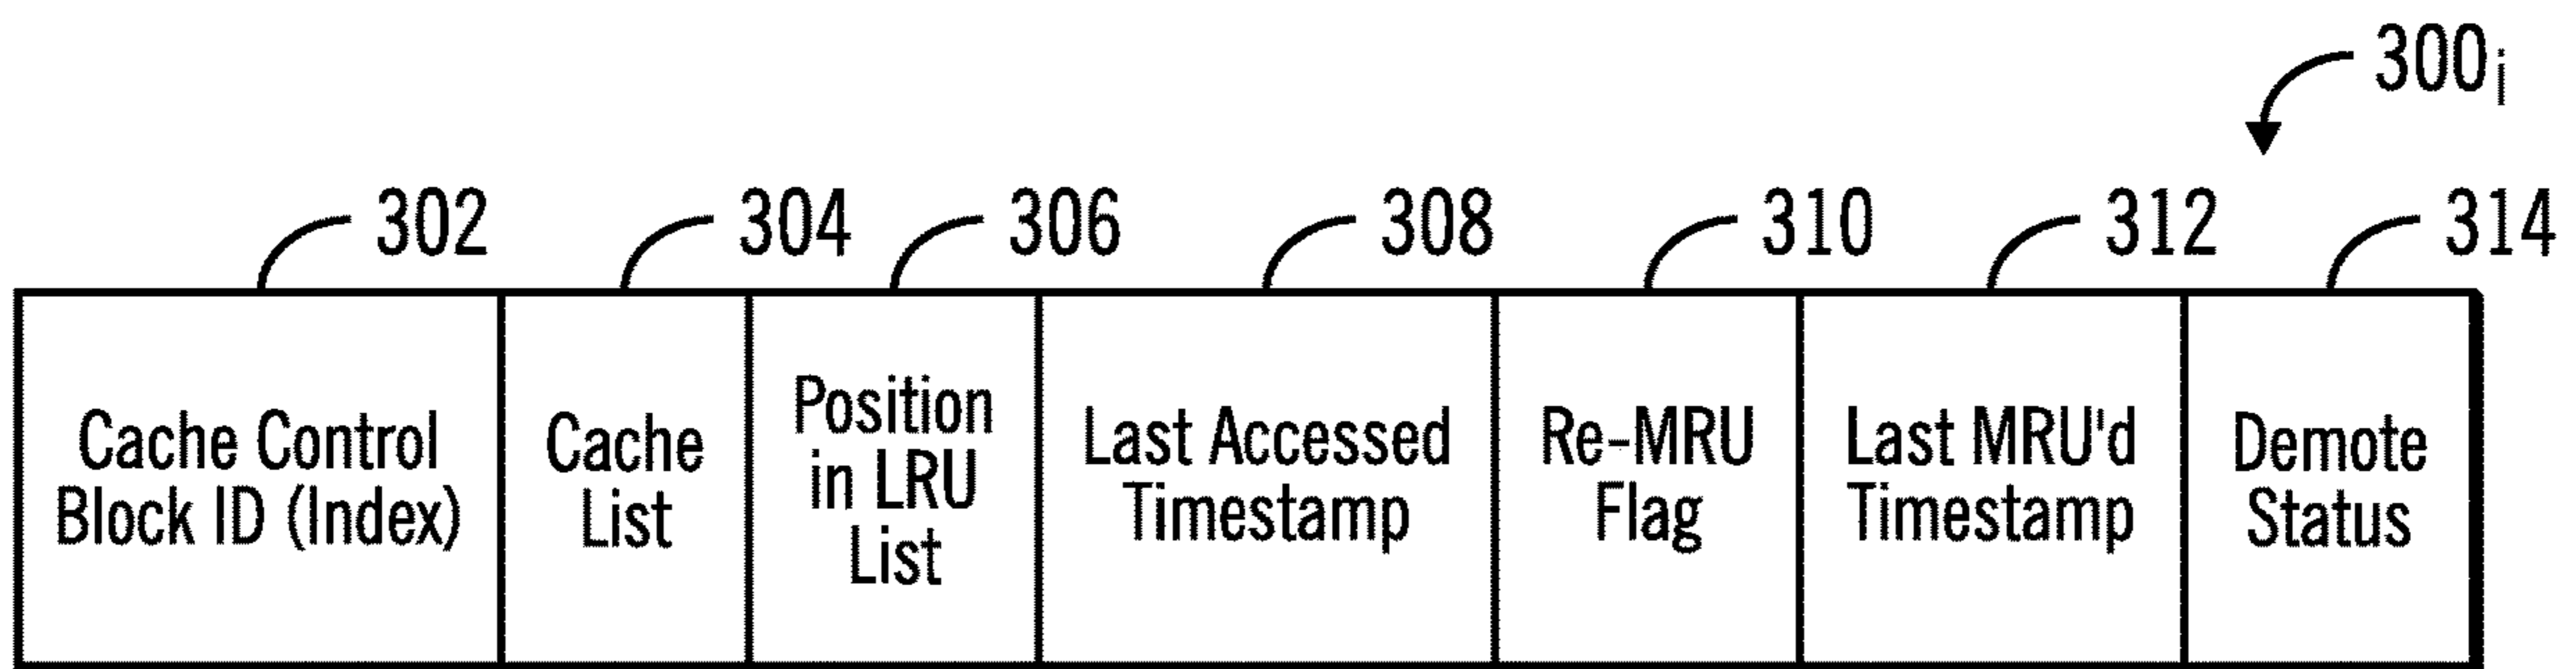 300i
302
304
306
308
310
312
314
Cache Control
Block ID (Index)
Cache
List
Position
in LRU
List
Last Accessed
Timestamp
Re-MRU
Flag
Last MRU'd
Timestamp
Demote
Status